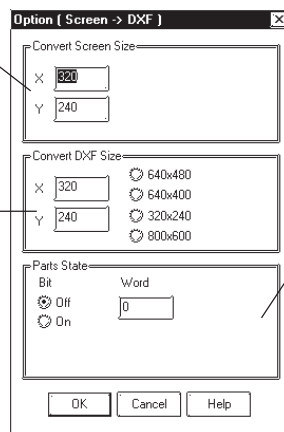 Option ( Screen -> DXF )
Convert Screen Size
X 320
Y 240
Convert DXF Size
X 320
Y 240
640x480
640x400
320x240
800x600
Parts State
Bit Word
Off 0
On
OK Cancel Help